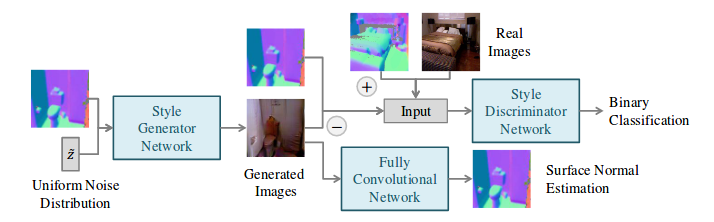 Real
Images
+
Style
Generator
Network
z̃
Uniform Noise
Distribution
Generated
Images
−
Input
Style
Discriminator
Network
Binary
Classification
Fully
Convolutional
Network
Surface Normal
Estimation